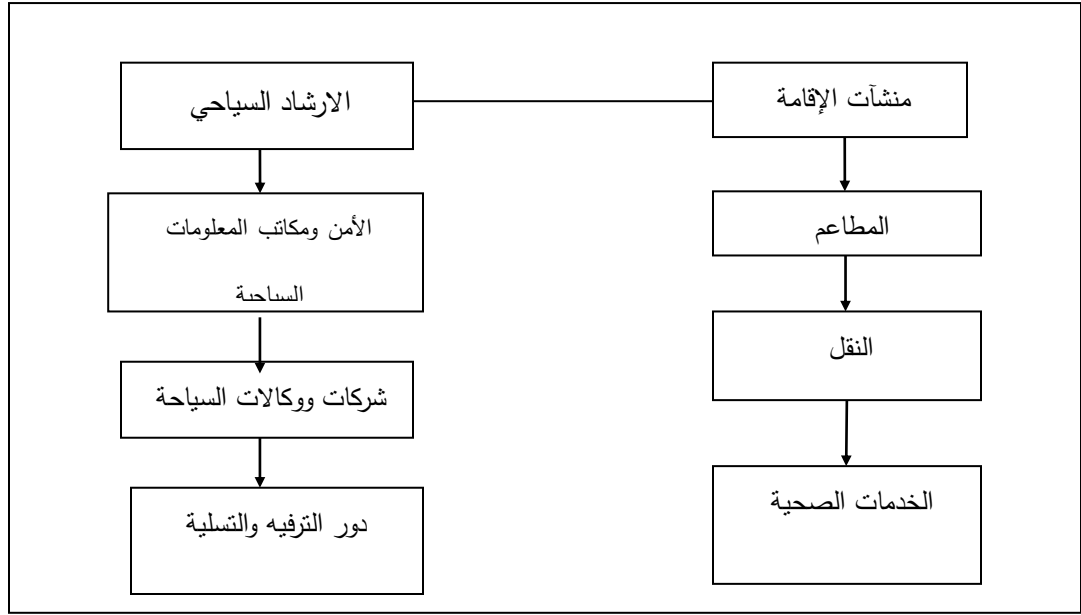 منشآت الإقامة
الارشاد السياحي
المطاعم
الأمن ومكاتب المعلومات
السياحية
النقل
شركات ووكالات السياحة
الخدمات الصحية
دور الترفيه والتسلية